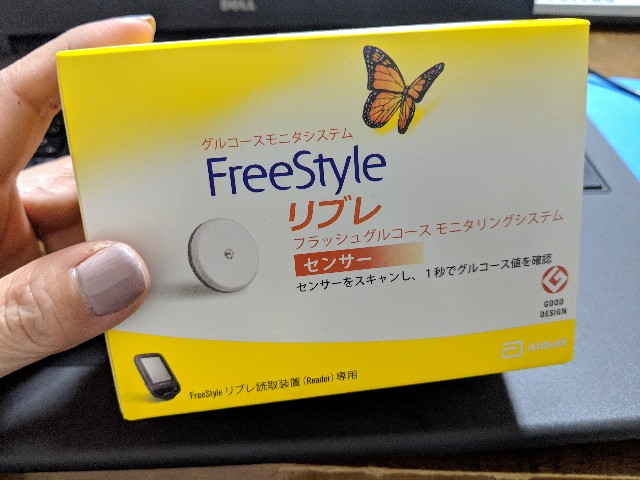 DELL
グルコースモニタシステム
FreeStyle
リブレ
フラッシュグルコース モニタリングシステム
センサー
センサーをスキャンし、1秒でグルコース値を確認
GOOD
DESIGN
Abbott
FreeStyle リブレ読取装置(Reader)専用